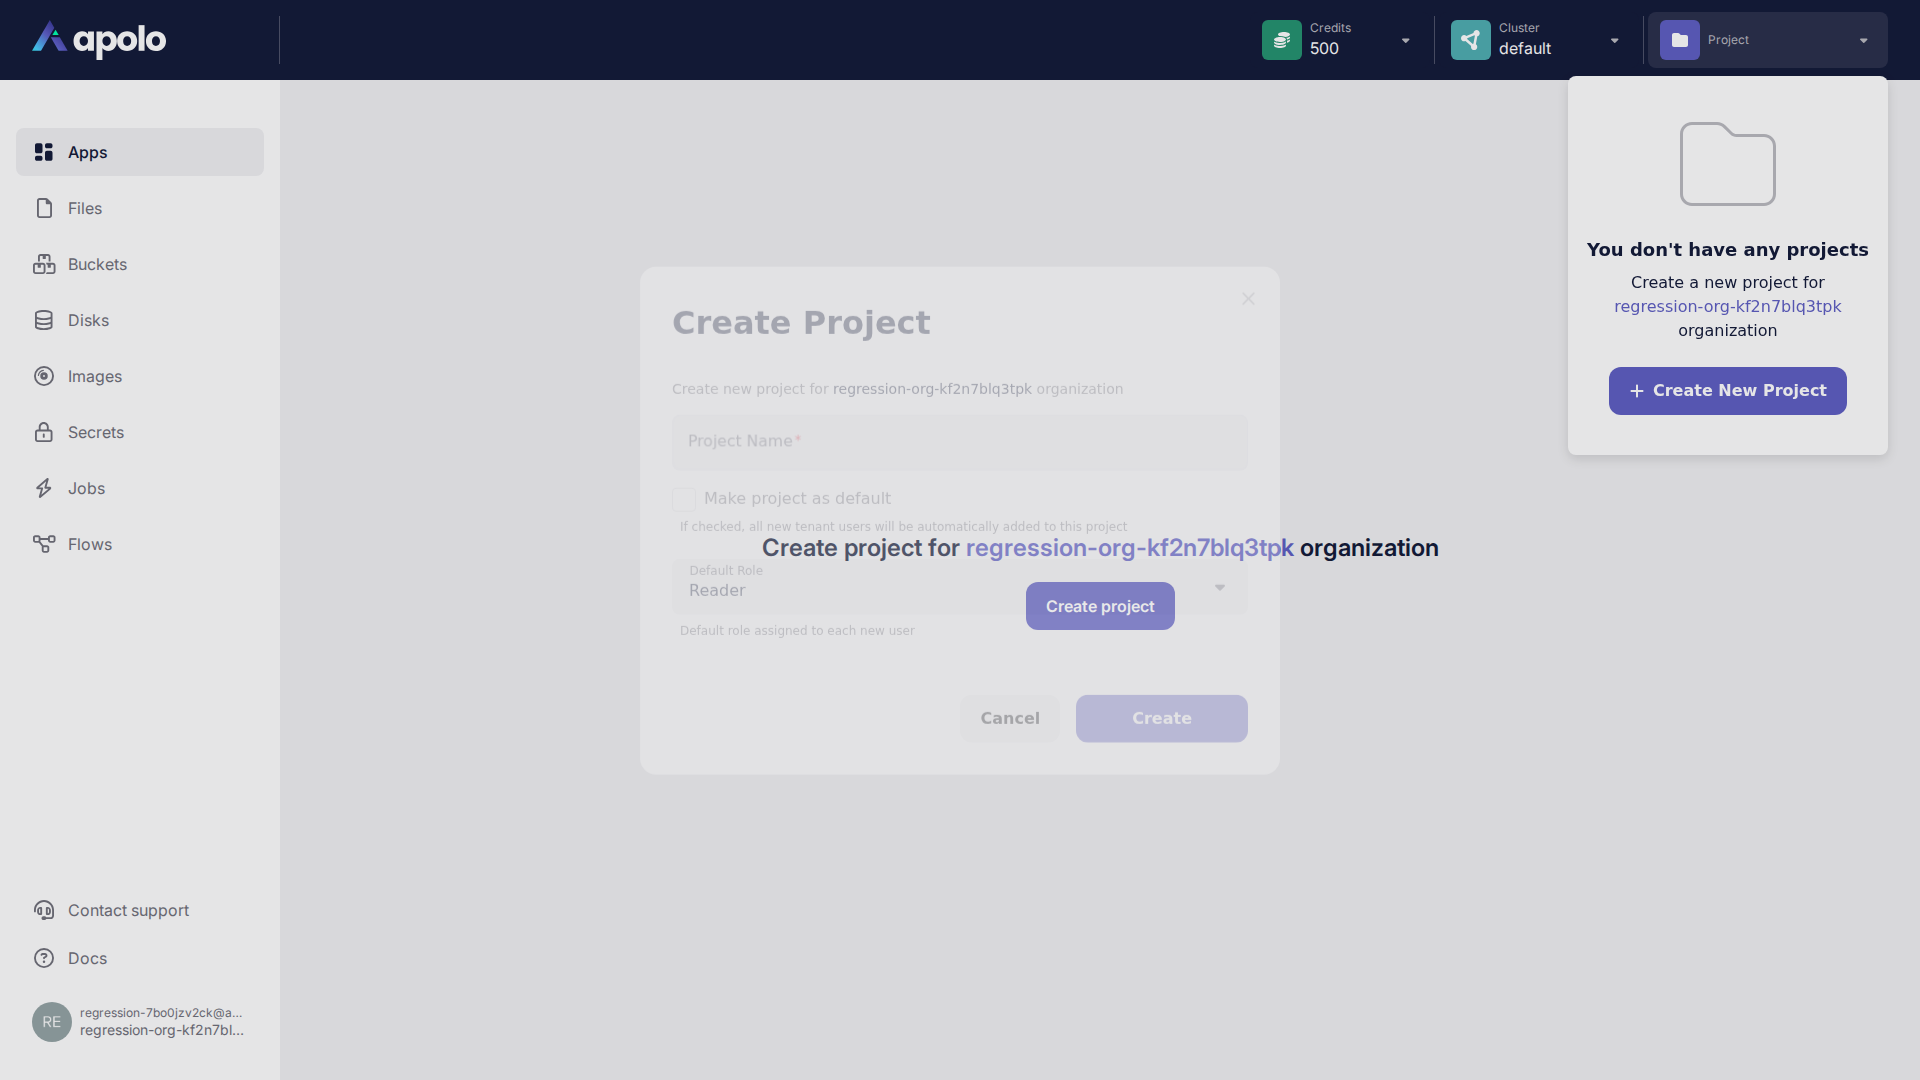 apolo
Credits
500
Cluster
default
Project
Apps
Files
Buckets
Disks
Images
Secrets
Jobs
Flows
Contact support
Docs
RE
regression-7bo0jzv2ck@a...
regression-org-kf2n7bl...
Create Project
Create new project for regression-org-kf2n7blq3tpk organization
Project Name*
Make project as default
If checked, all new tenant users will be automatically added to this project
Create project for regression-org-kf2n7blq3tpk organization
Default Role
Reader
Create project
Default role assigned to each new user
Cancel
Create
You don't have any projects
Create a new project for
regression-org-kf2n7blq3tpk
organization
Create New Project